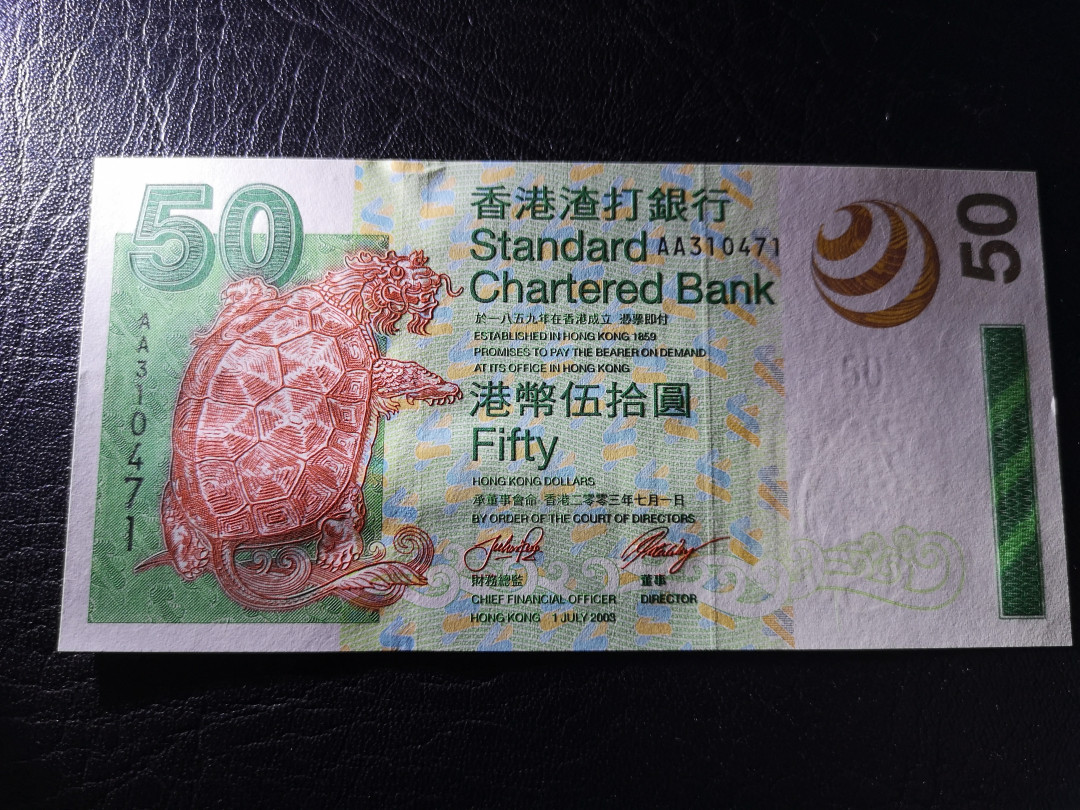 50
AA310471
香港渣打銀行
Standard AA310471
Chartered Bank
於一八五九年在香港成立 憑票即付
ESTABLISHED IN HONG KONG 1859
PROMISES TO PAY THE BEARER ON DEMAND
AT ITS OFFICE IN HONG KONG
港幣伍拾圓
Fifty
HONG KONG DOLLARS
承董事會命 香港二零零三年七月一日
BY ORDER OF THE COURT OF DIRECTORS
財務總監 董事
CHIEF FINANCIAL OFFICER DIRECTOR
HONG KONG 1 JULY 2003
50
50